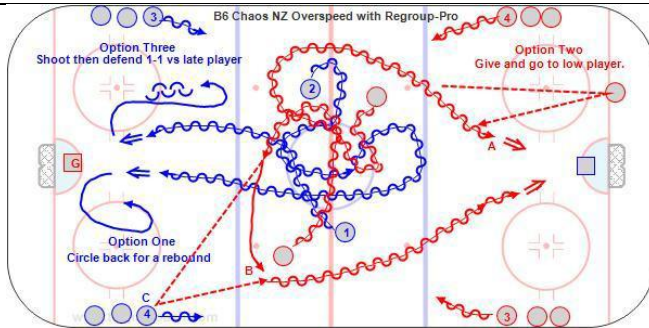 B6 Chaos NZ Overspeed with Regroup-Pro
3
4
Option Three
Shoot then defend 1-1 vs late player
Option Two
Give and go to low player.
2
A
G
1
Option One
Circle back for a rebound
B
C
4
3